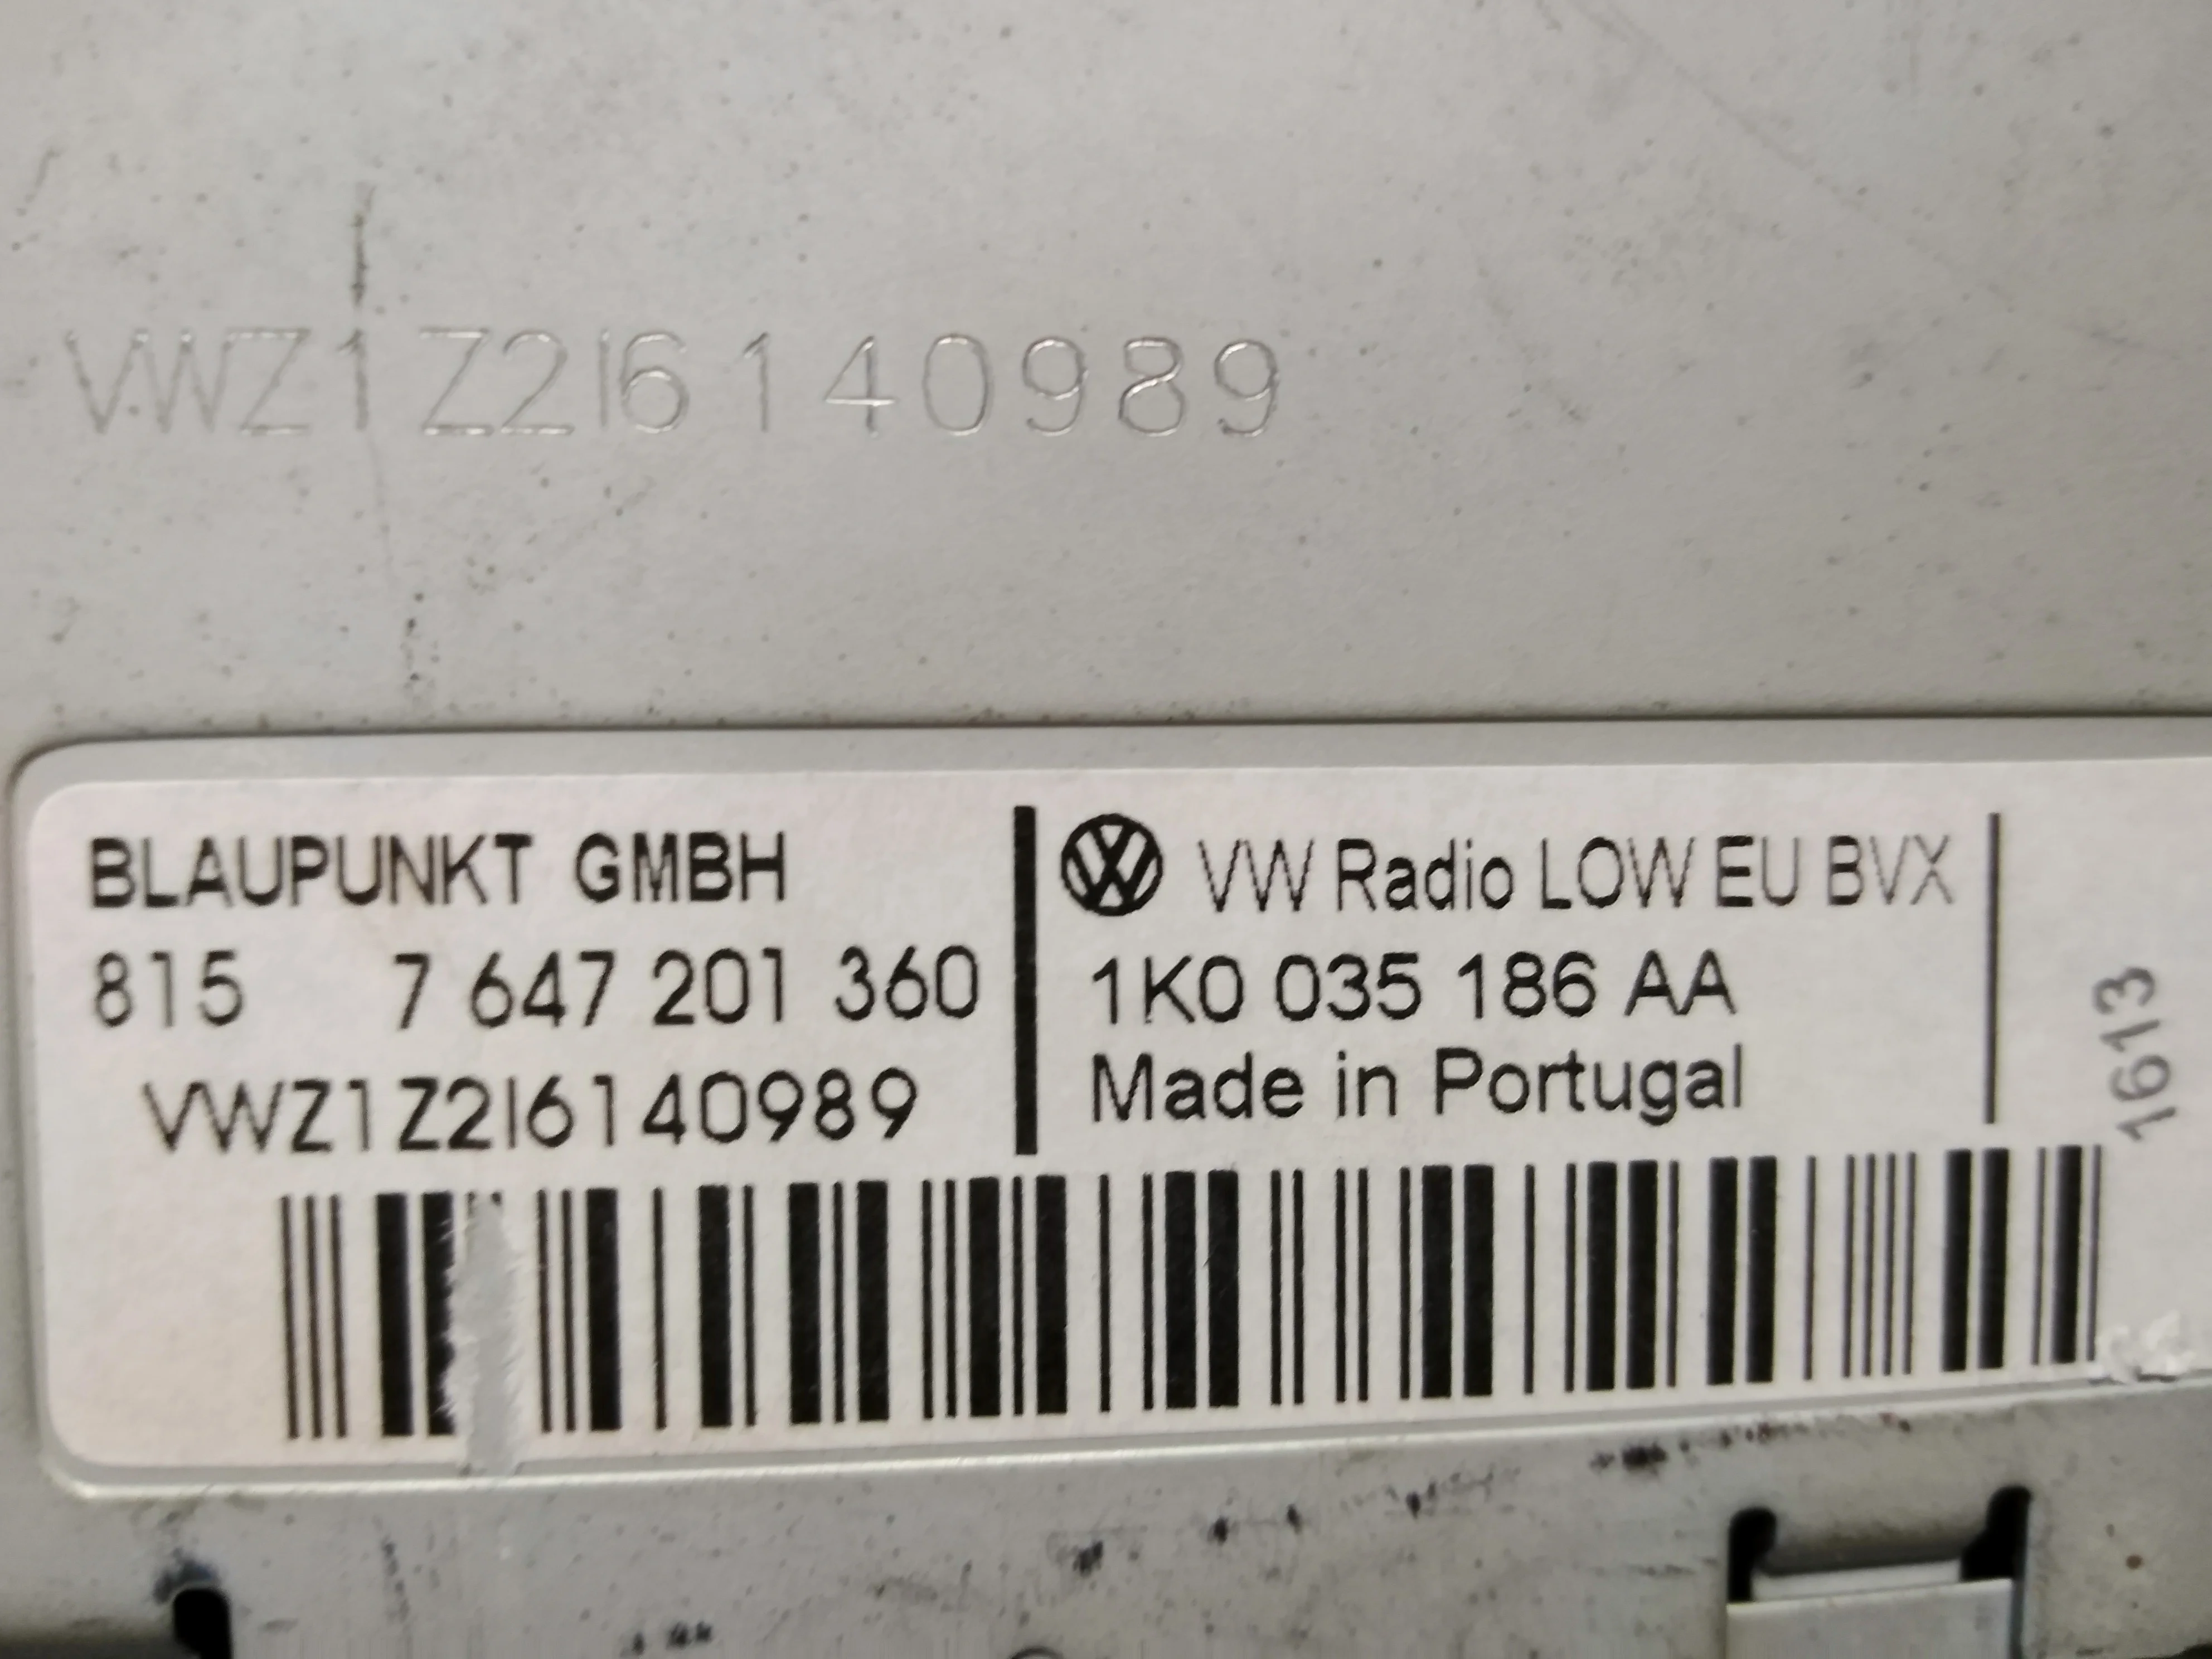 VWZ1Z2I6140989
BLAUPUNKT GMBH
815 7 647 201 360
VWZ1Z2I6140989
VW Radio LOW EU BVX
1K0 035 186 AA
Made in Portugal
1613